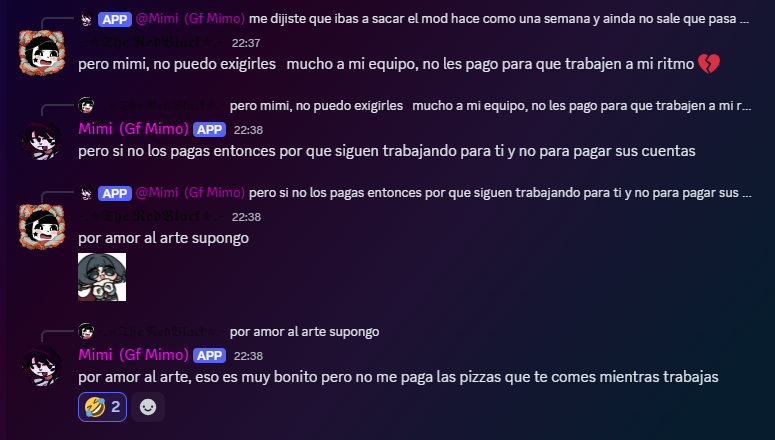 APP @Mimi (Gf Mimo) me dijiste que ibas a sacar el mod hace como una semana y ainda no sale que pasa ...
The RedBlast 22:37
pero mimi, no puedo exigirles mucho a mi equipo, no les pago para que trabajen a mi ritmo 💔
pero mimi, no puedo exigirles mucho a mi equipo, no les pago para que trabajen a mi r...
Mimi (Gf Mimo) APP 22:38
pero si no los pagas entonces por que siguen trabajando para ti y no para pagar sus cuentas
APP @Mimi (Gf Mimo) pero si no los pagas entonces por que siguen trabajando para ti y no para pagar sus ...
The RedBlast 22:38
por amor al arte supongo
The RedBlast por amor al arte supongo
Mimi (Gf Mimo) APP 22:38
por amor al arte, eso es muy bonito pero no me paga las pizzas que te comes mientras trabajas
🤣 2